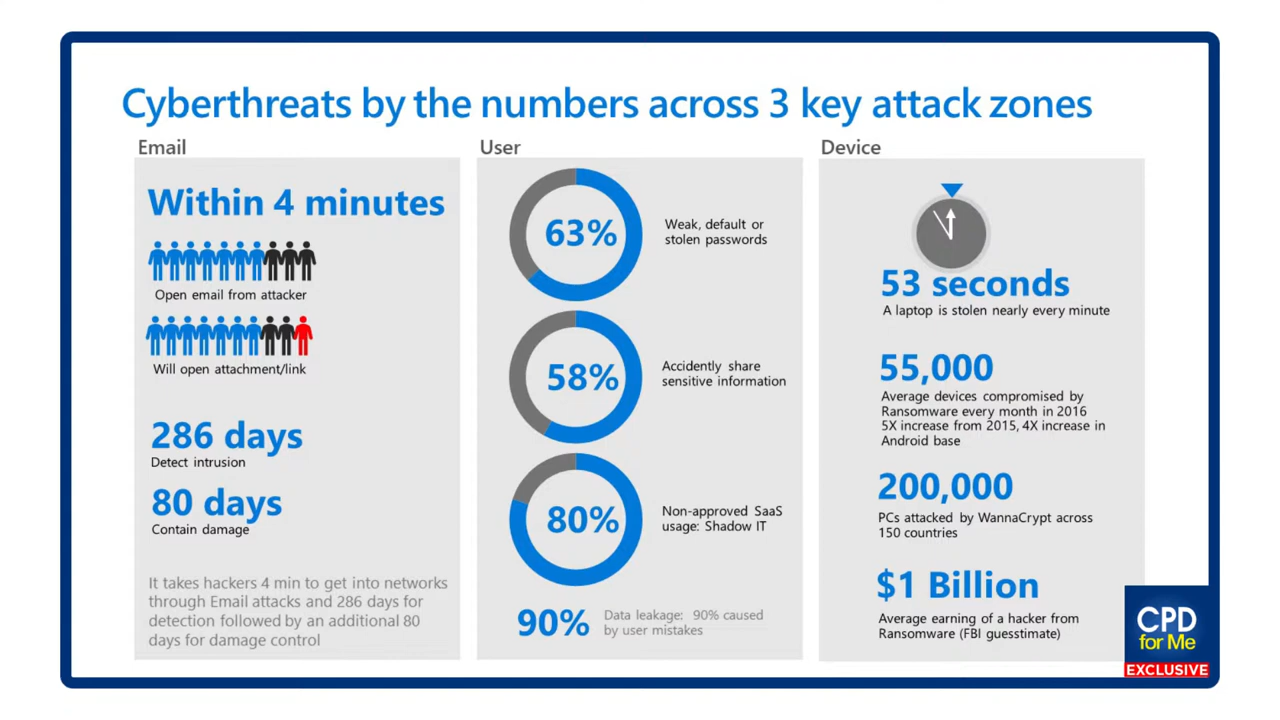 Cyberthreats by the numbers across 3 key attack zones
Email
Within 4 minutes
Open email from attacker
Will open attachment/link
286 days
Detect intrusion
80 days
Contain damage
It takes hackers 4 min to get into networks
through Email attacks and 286 days for
detection followed by an additional 80
days for damage control
User
63%
Weak, default or
stolen passwords
58%
Accidently share
sensitive information
80%
Non-approved SaaS
usage: Shadow IT
90%
Data leakage: 90% caused
by user mistakes
Device
53 seconds
A laptop is stolen nearly every minute
55,000
Average devices compromised by
Ransomware every month in 2016
5X increase from 2015, 4X increase in
Android base
200,000
PCs attacked by WannaCrypt across
150 countries
$1 Billion
Average earning of a hacker from
Ransomware (FBI guesstimate)
CPD
for Me
EXCLUSIVE